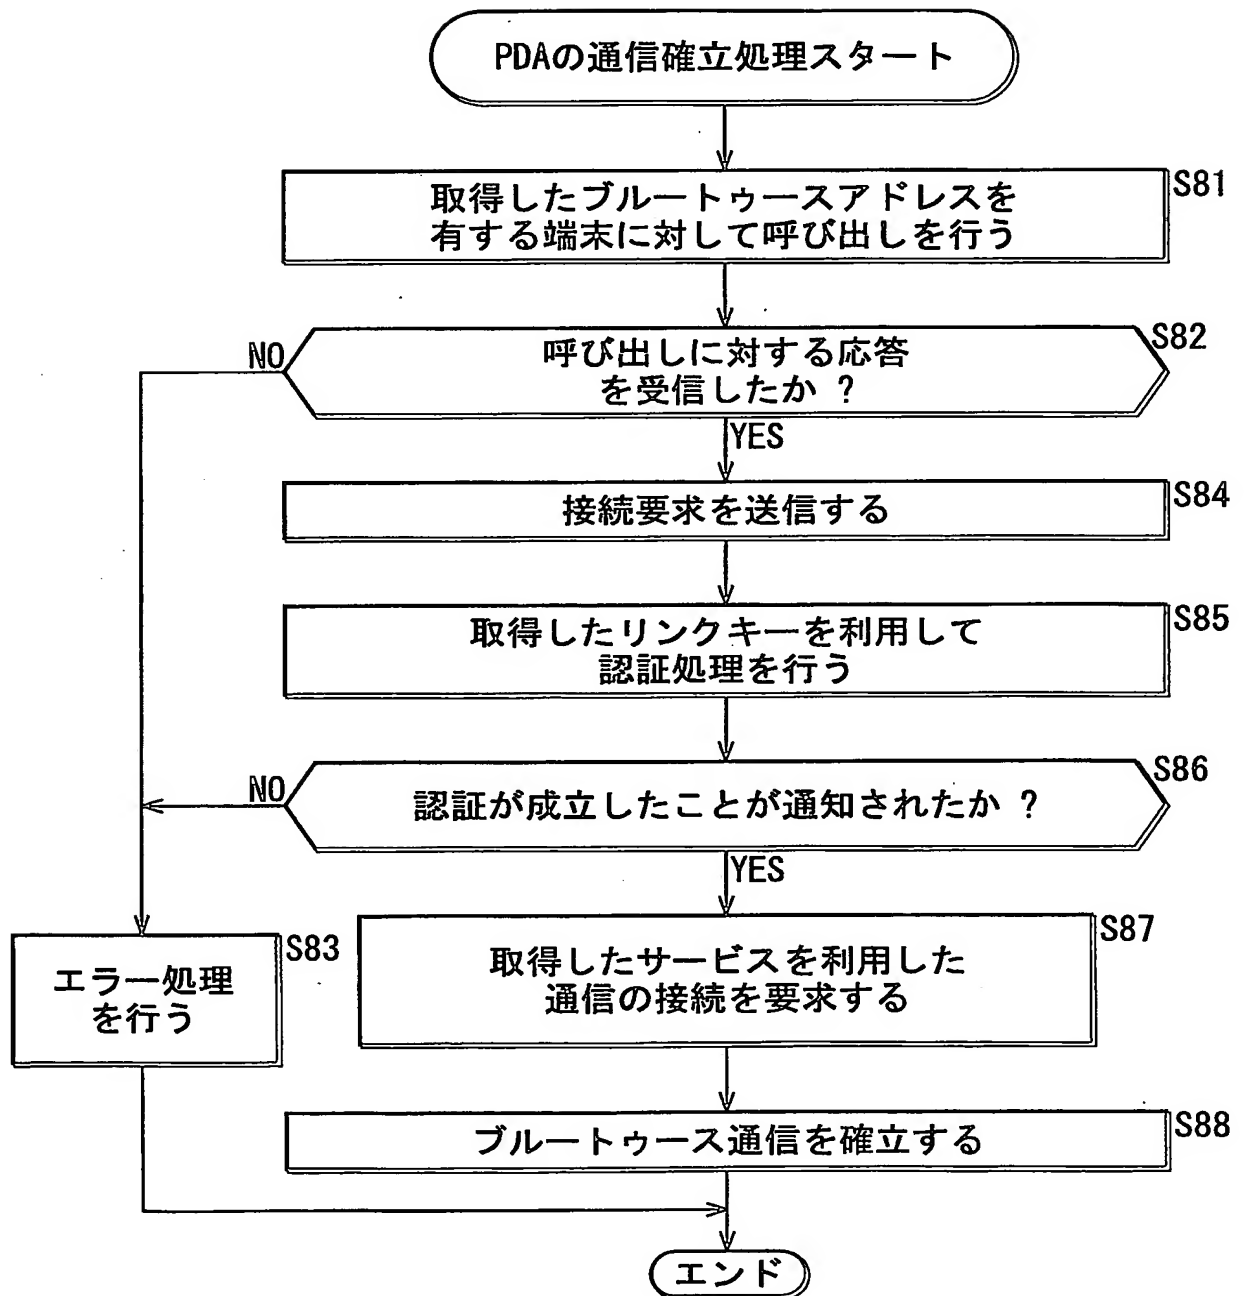 PDAの通信確立処理スタート
取得したブルートゥースアドレスを
有する端末に対して呼び出しを行う
S81
呼び出しに対する応答
を受信したか ?
S82
NO
YES
接続要求を送信する
S84
取得したリンクキーを利用して
認証処理を行う
S85
認証が成立したことが通知されたか ?
S86
NO
YES
エラー処理
を行う
S83
取得したサービスを利用した
通信の接続を要求する
S87
ブルートゥース通信を確立する
S88
エンド